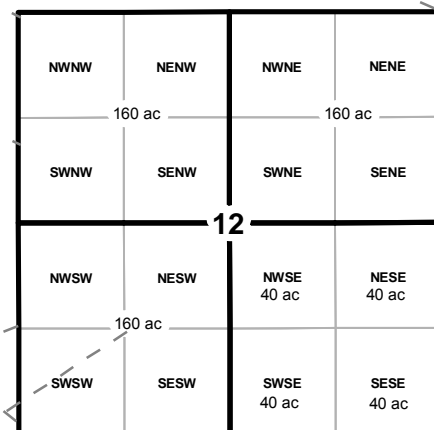 NWNW NENW NWNE NENE
160 ac 160 ac
SWNW SENW SWNE SENE
12
NWSW NESW NWSE NESE
40 ac 40 ac
160 ac
SWSW SESW SWSE SESE
40 ac 40 ac